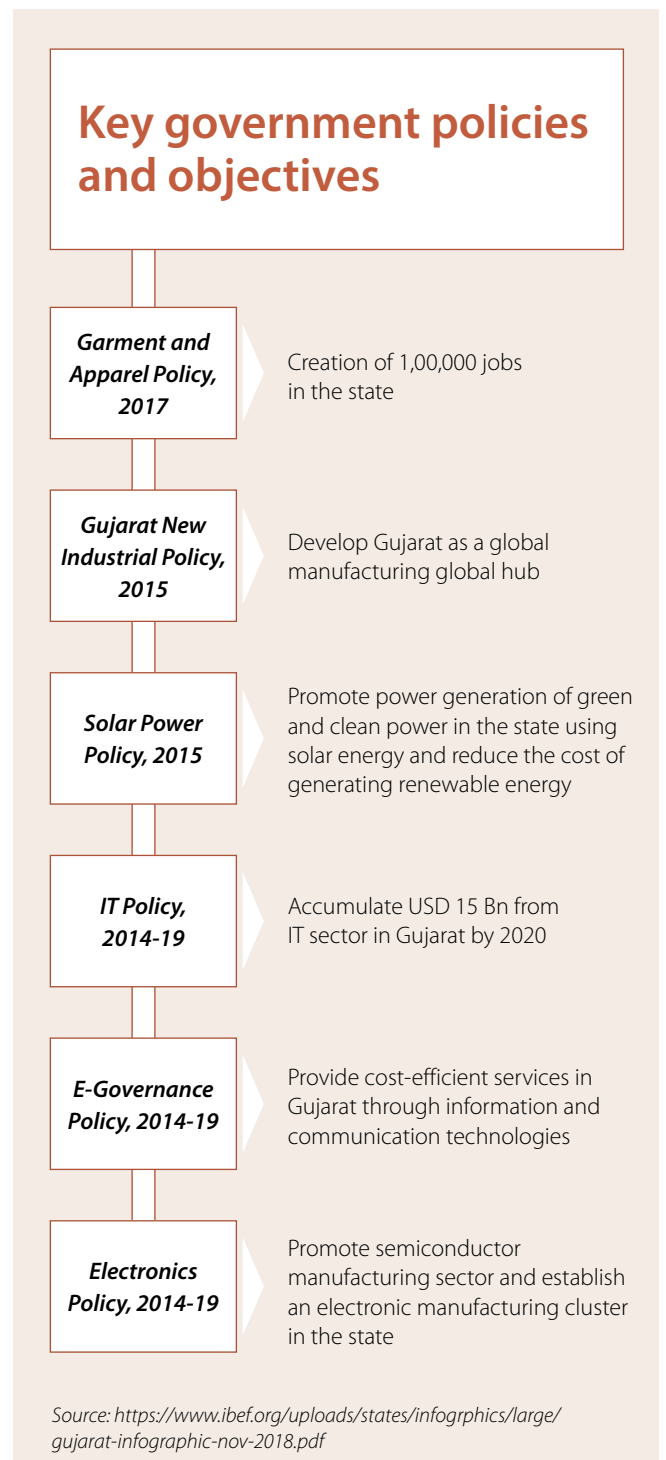 Key government policies
and objectives
Garment and
Apparel Policy,
2017
Creation of 1,00,000 jobs
in the state
Gujarat New
Industrial Policy,
2015
Develop Gujarat as a global
manufacturing global hub
Solar Power
Policy, 2015
Promote power generation of green
and clean power in the state using
solar energy and reduce the cost of
generating renewable energy
IT Policy,
2014-19
Accumulate USD 15 Bn from
IT sector in Gujarat by 2020
E-Governance
Policy, 2014-19
Provide cost-efficient services in
Gujarat through information and
communication technologies
Electronics
Policy, 2014-19
Promote semiconductor
manufacturing sector and establish
an electronic manufacturing cluster
in the state
Source: https://www.ibef.org/uploads/states/infogrphics/large/
gujarat-infographic-nov-2018.pdf